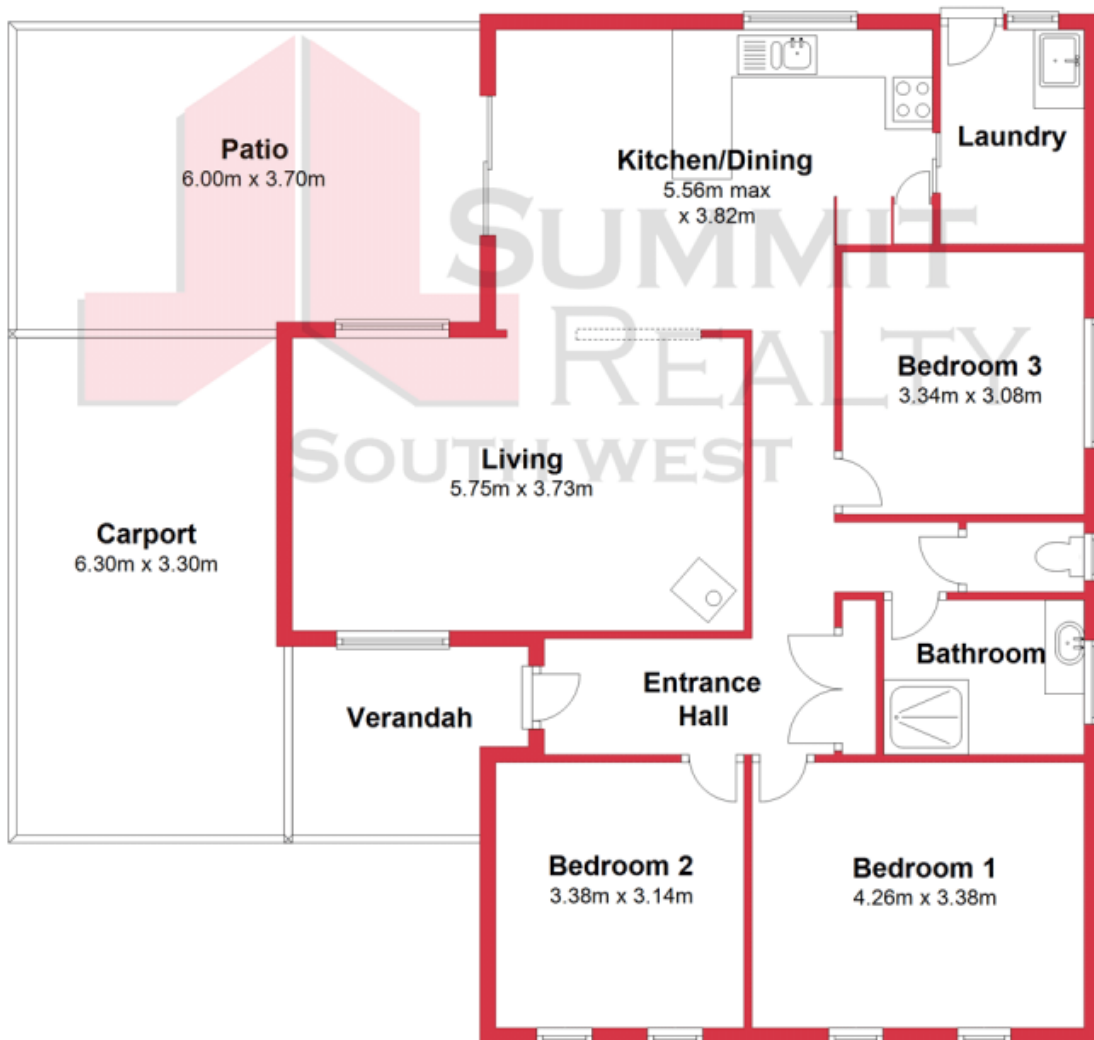 Patio
6.00m x 3.70m
Kitchen/Dining
5.56m max
x 3.82m
Laundry
SUMMIT
REALTY
SOUTH WEST
Bedroom 3
3.34m x 3.08m
Living
5.75m x 3.73m
Carport
6.30m x 3.30m
Bathroom
Entrance
Hall
Verandah
Bedroom 2
3.38m x 3.14m
Bedroom 1
4.26m x 3.38m